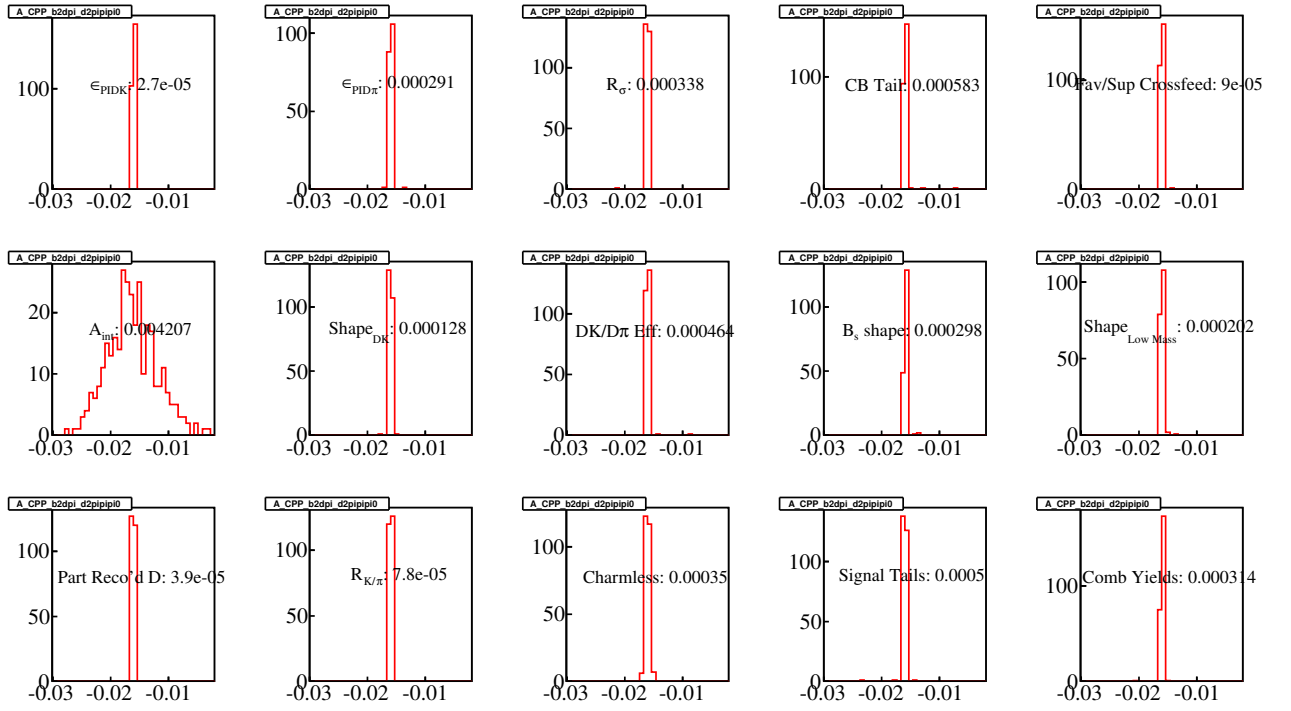 A_CPP_b2dpi_d2pipipi0 A_CPP_b2dpi_d2pipipi0 A_CPP_b2dpi_d2pipipi0 A_CPP_b2dpi_d2pipipi0 A_CPP_b2dpi_d2pipipi0
100
ϵPIDK: 2.7e-05
0
-0.03 -0.02 -0.01
100
ϵPIDπ: 0.000291
50
0
-0.03 -0.02 -0.01
100
Rσ: 0.000338
50
0
-0.03 -0.02 -0.01
100
CB Tail: 0.000583
0
-0.03 -0.02 -0.01
100
Fav/Sup Crossfeed: 9e-05
0
-0.03 -0.02 -0.01
A_CPP_b2dpi_d2pipipi0 A_CPP_b2dpi_d2pipipi0 A_CPP_b2dpi_d2pipipi0 A_CPP_b2dpi_d2pipipi0 A_CPP_b2dpi_d2pipipi0
20
Aint: 0.004207
10
0
-0.03 -0.02 -0.01
100
ShapeDK: 0.000128
50
0
-0.03 -0.02 -0.01
100
DK/Dπ Eff: 0.000464
50
0
-0.03 -0.02 -0.01
100
Bs shape: 0.000298
50
0
-0.03 -0.02 -0.01
100
ShapeLow Mass: 0.000202
50
0
-0.03 -0.02 -0.01
A_CPP_b2dpi_d2pipipi0 A_CPP_b2dpi_d2pipipi0 A_CPP_b2dpi_d2pipipi0 A_CPP_b2dpi_d2pipipi0 A_CPP_b2dpi_d2pipipi0
100
Part Reco'd D: 3.9e-05
50
0
-0.03 -0.02 -0.01
100
RK/π: 7.8e-05
50
0
-0.03 -0.02 -0.01
100
Charmless: 0.00035
50
0
-0.03 -0.02 -0.01
100
Signal Tails: 0.0005
50
0
-0.03 -0.02 -0.01
100
Comb Yields: 0.000314
0
-0.03 -0.02 -0.01